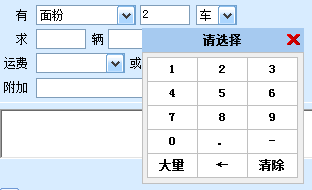 有 面粉 2 车
求 辆
运费 或
附加
请选择
1 2 3
4 5 6
7 8 9
0 . -
大量 ← 清除